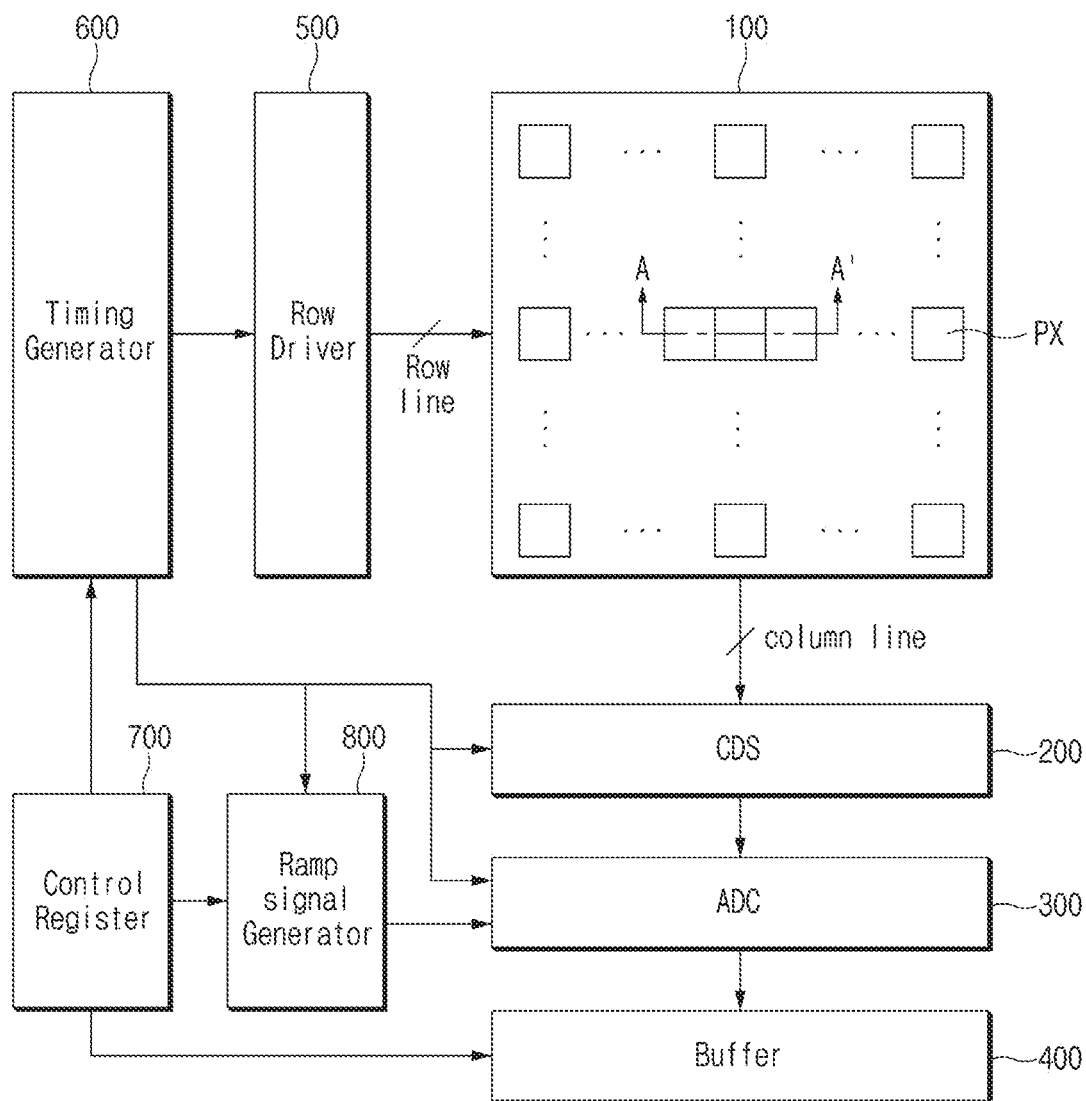 600
500
100
A
A'
Timing
Generator
Row
Driver
Row
line
PX
column line
700
800
CDS
200
Control
Register
Ramp
signal
Generator
ADC
300
Buffer
400